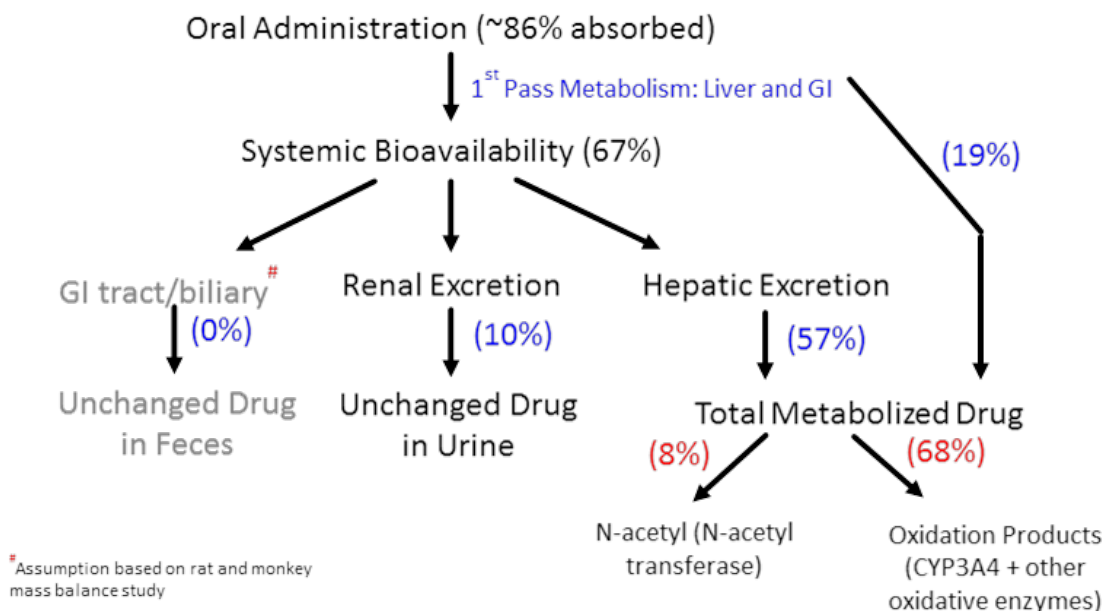 Oral Administration (~86% absorbed)
1st Pass Metabolism: Liver and GI
Systemic Bioavailability (67%)
(19%)
GI tract/biliary#
Renal Excretion
Hepatic Excretion
(0%)
(10%)
(57%)
Unchanged Drug
in Feces
Unchanged Drug
in Urine
Total Metabolized Drug
(8%)
(68%)
N-acetyl (N-acetyl
transferase)
Oxidation Products
(CYP3A4 + other
oxidative enzymes)
#Assumption based on rat and monkey
mass balance study